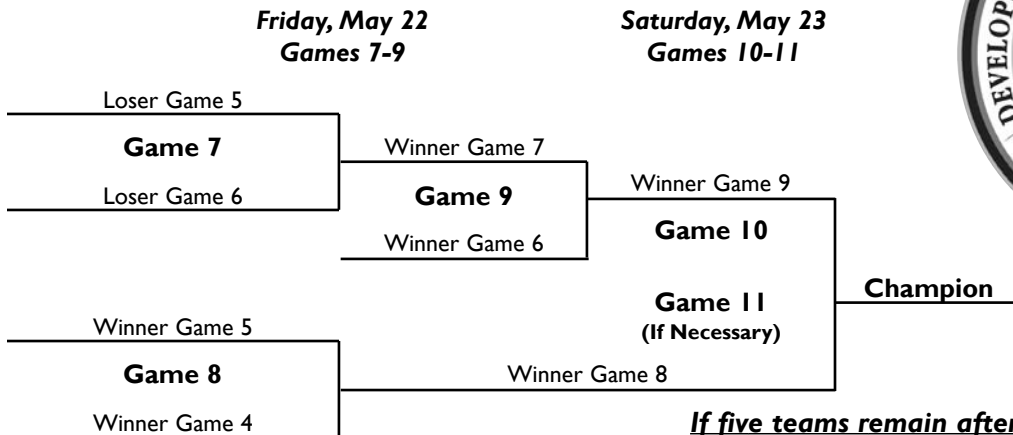 Friday, May 22
Games 7-9
Saturday, May 23
Games 10-11
DEVELOP
Loser Game 5
Game 7
Loser Game 6
Winner Game 7
Game 9
Winner Game 6
Winner Game 9
Game 10
Game 11
(If Necessary)
Champion
Winner Game 5
Game 8
Winner Game 4
Winner Game 8
If five teams remain after